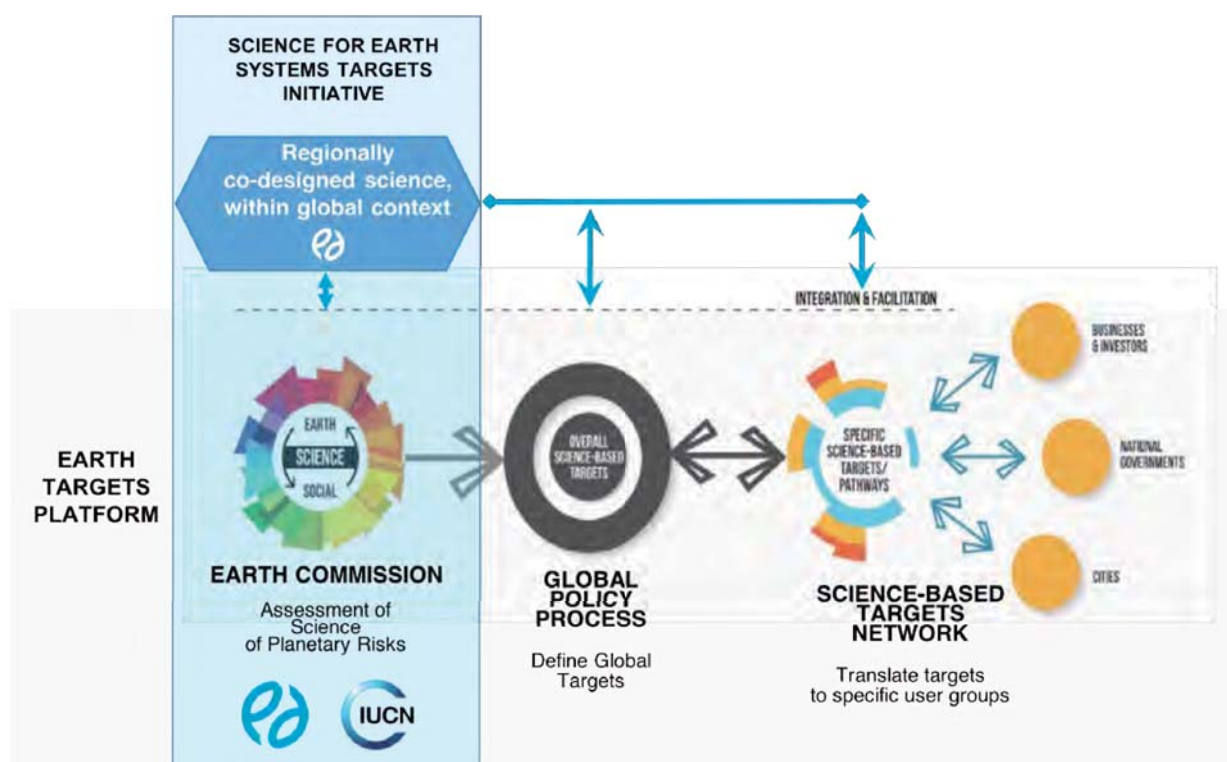 SCIENCE FOR EARTH
SYSTEMS TARGETS
INITIATIVE
Regionally
co-designed science,
within global context
INTEGRATION & FACILITATION
BUSINESSES
& INVESTORS
EARTH
SCIENCE
SOCIAL
OVERALL
SCIENCE-BASED
TARGETS
SPECIFIC
SCIENCE-BASED
TARGETS/
PATHWAYS
NATIONAL
GOVERNMENTS
CITIES
EARTH
TARGETS
PLATFORM
EARTH COMMISSION
Assessment of
Science
of Planetary Risks
IUCN
GLOBAL
POLICY
PROCESS
Define Global
Targets
SCIENCE-BASED
TARGETS
NETWORK
Translate targets
to specific user groups